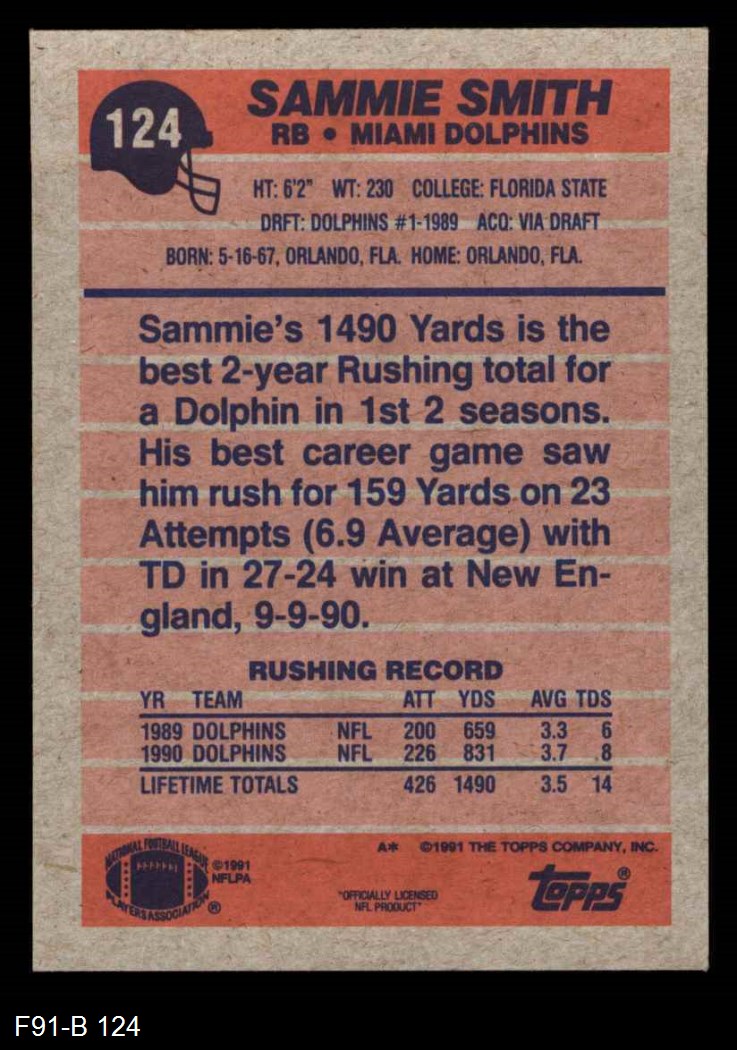 124
SAMMIE SMITH
RB • MIAMI DOLPHINS
HT: 6'2" WT: 230 COLLEGE: FLORIDA STATE
DRFT: DOLPHINS #1-1989 ACQ: VIA DRAFT
BORN: 5-16-67, ORLANDO, FLA. HOME: ORLANDO, FLA.
Sammie's 1490 Yards is the
best 2-year Rushing total for
a Dolphin in 1st 2 seasons.
His best career game saw
him rush for 159 Yards on 23
Attempts (6.9 Average) with
TD in 27-24 win at New En-
gland, 9-9-90.
RUSHING RECORD
YR TEAM ATT YDS AVG TDS
1989 DOLPHINS NFL 200 659 3.3 6
1990 DOLPHINS NFL 226 831 3.7 8
LIFETIME TOTALS 426 1490 3.5 14
A* ©1991 THE TOPPS COMPANY, INC.
NATIONAL FOOTBALL LEAGUE
PLAYERS ASSOCIATION ®
©1991
NFLPA
"OFFICIALLY LICENSED
NFL PRODUCT"
topps®
F91-B 124